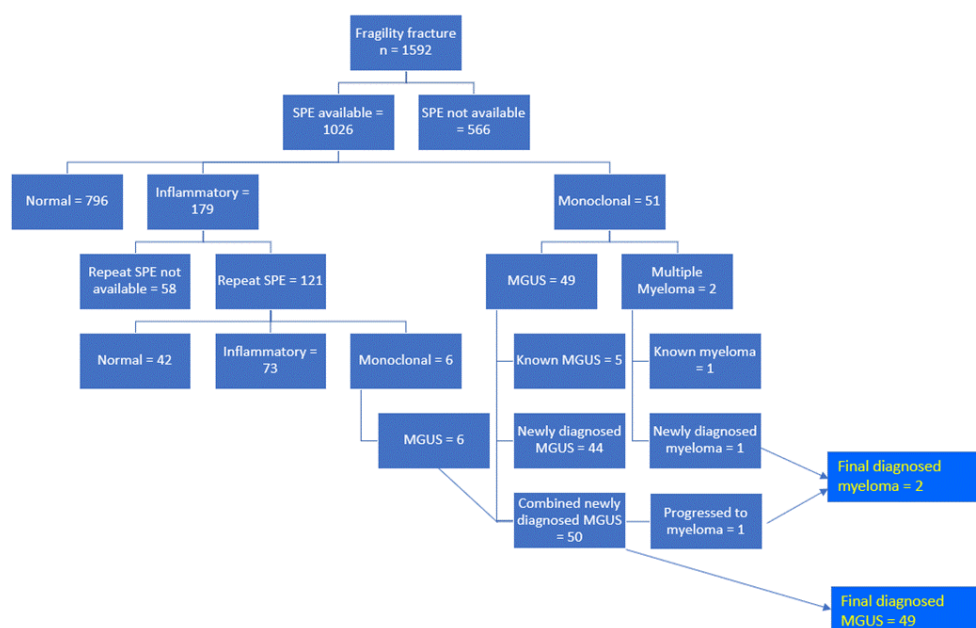 Fragility fracture
n = 1592
SPE available =
1026
SPE not available
= 566
Normal = 796
Inflammatory =
179
Monoclonal = 51
Repeat SPE not
available = 58
Repeat SPE = 121
MGUS = 49
Multiple
Myeloma = 2
Normal = 42
Inflammatory =
73
Monoclonal = 6
Known MGUS = 5
Known myeloma
= 1
MGUS = 6
Newly diagnosed
MGUS = 44
Newly diagnosed
myeloma = 1
Final diagnosed
myeloma = 2
Combined newly
diagnosed MGUS
= 50
Progressed to
myeloma = 1
Final diagnosed
MGUS = 49